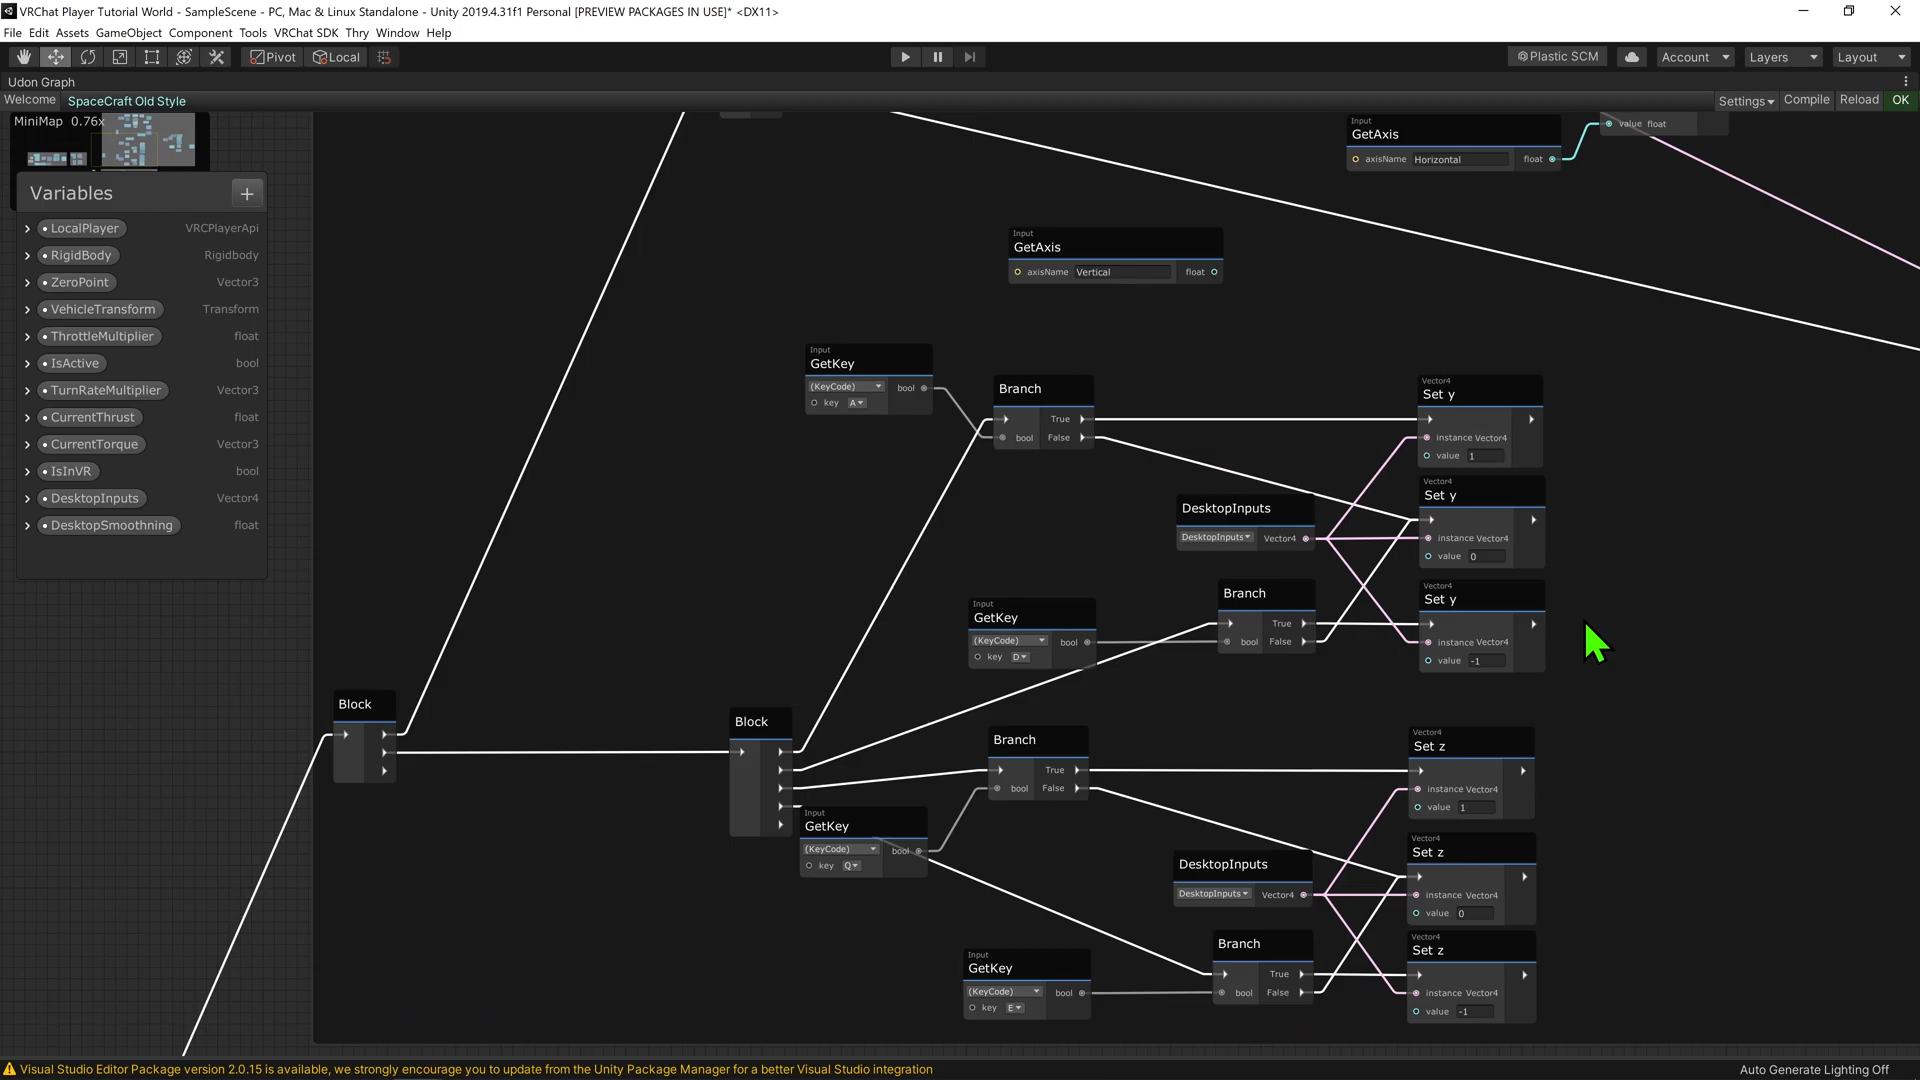 VRChat Player Tutorial World - SampleScene - PC, Mac & Linux Standalone - Unity 2019.4.31f1 Personal [PREVIEW PACKAGES IN USE]* <DX11>
File Edit Assets GameObject Component Tools VRChat SDK Thry Window Help
Pivot Local Plastic SCM Account Layers Layout
Udon Graph
Welcome SpaceCraft Old Style Settings Compile Reload OK
MiniMap 0.76x
Variables +
LocalPlayer VRCPlayerApi
RigidBody Rigidbody
ZeroPoint Vector3
VehicleTransform Transform
ThrottleMultiplier float
IsActive bool
TurnRateMultiplier Vector3
CurrentThrust float
CurrentTorque Vector3
IsInVR bool
DesktopInputs Vector4
DesktopSmoothning float
Input
GetAxis
axisName Horizontal float
value float
Input
GetAxis
axisName Vertical float
Input
GetKey
(KeyCode) bool
key A
Branch
True
bool False
Vector4
Set y
instance Vector4
value 1
Vector4
Set y
instance Vector4
value 0
DesktopInputs
DesktopInputs Vector4
Vector4
Set y
instance Vector4
value -1
Branch
True
bool False
Input
GetKey
(KeyCode) bool
key D
Block
Block
Branch
True
bool False
Input
GetKey
(KeyCode) bool
key Q
Vector4
Set z
instance Vector4
value 1
Vector4
Set z
instance Vector4
value 0
DesktopInputs
DesktopInputs Vector4
Vector4
Set z
instance Vector4
value -1
Branch
True
bool False
Input
GetKey
(KeyCode) bool
key E
Visual Studio Editor Package version 2.0.15 is available, we strongly encourage you to update from the Unity Package Manager for a better Visual Studio integration
Auto Generate Lighting Off